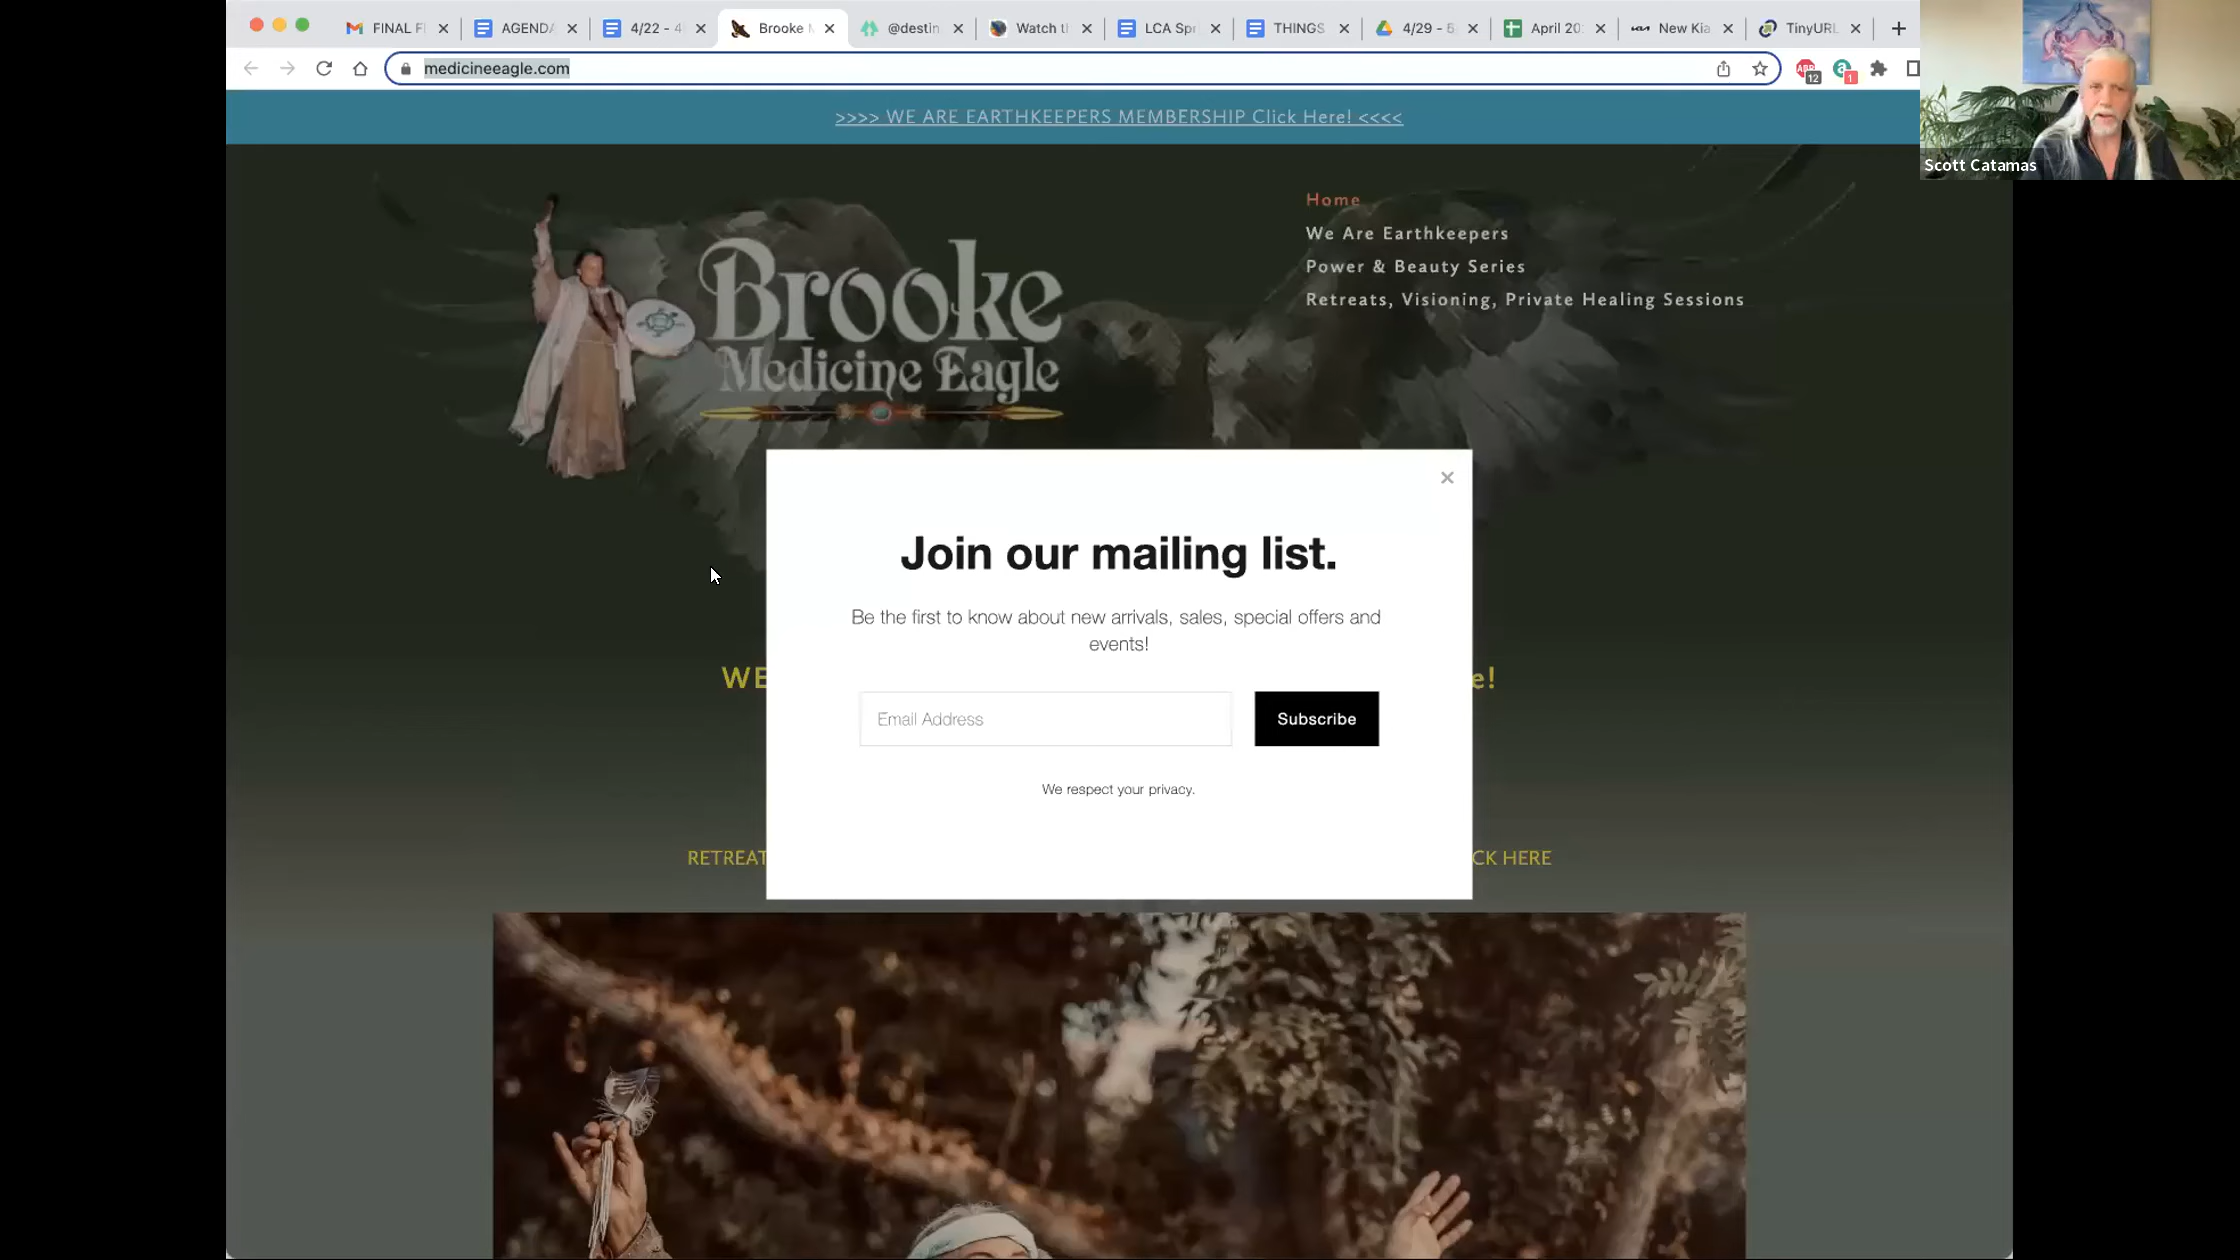 FINAL F
AGENDA
4/22 - 4
Brooke
@destin
Watch t
LCA Spr
THINGS
4/29 - 5
April 20
New Kia
TinyURL
medicineeagle.com
12
1
>>>> WE ARE EARTHKEEPERS MEMBERSHIP Click Here! <<<<
Scott Catamas
Home
We Are Earthkeepers
Power & Beauty Series
Retreats, Visioning, Private Healing Sessions
Brooke
Medicine Eagle
Join our mailing list.
Be the first to know about new arrivals, sales, special offers and
events!
WE e!
Email Address
Subscribe
We respect your privacy.
RETREAT CK HERE